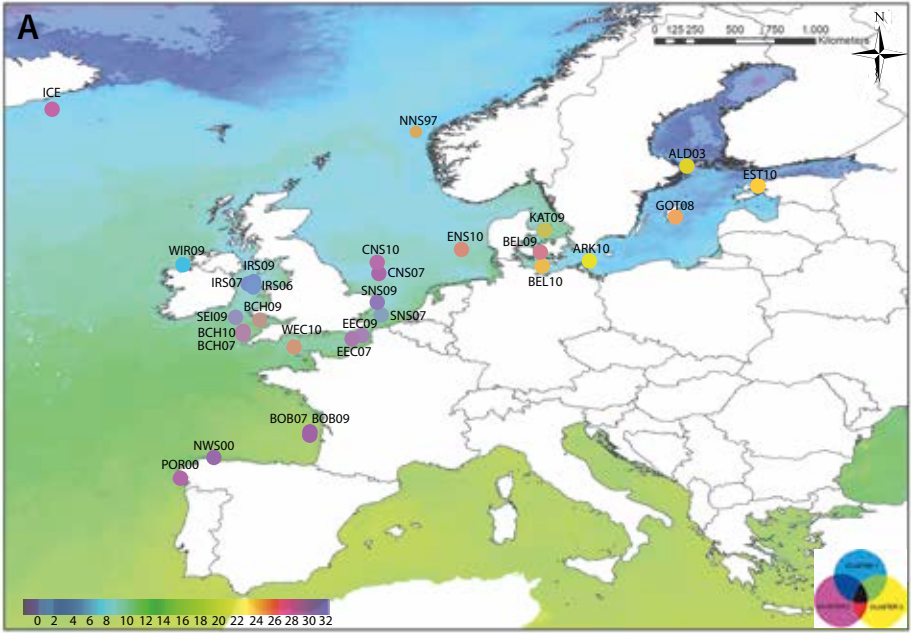 A
N
0 125 250 500 750 1.000
Kilometers
ICE
NNS97
ALD03
EST10
GOT08
KAT09
WIR09
CNS10
ENS10
BEL09
ARK10
IRS09
CNS07
IRS07
IRS06
BEL10
SNS09
SEI09
BCH09
SNS07
BCH10
WEC10
EEC09
BCH07
EEC07
BOB07 BOB09
NWS00
POR00
0 2 4 6 8 10 12 14 16 18 20 22 24 26 28 30 32